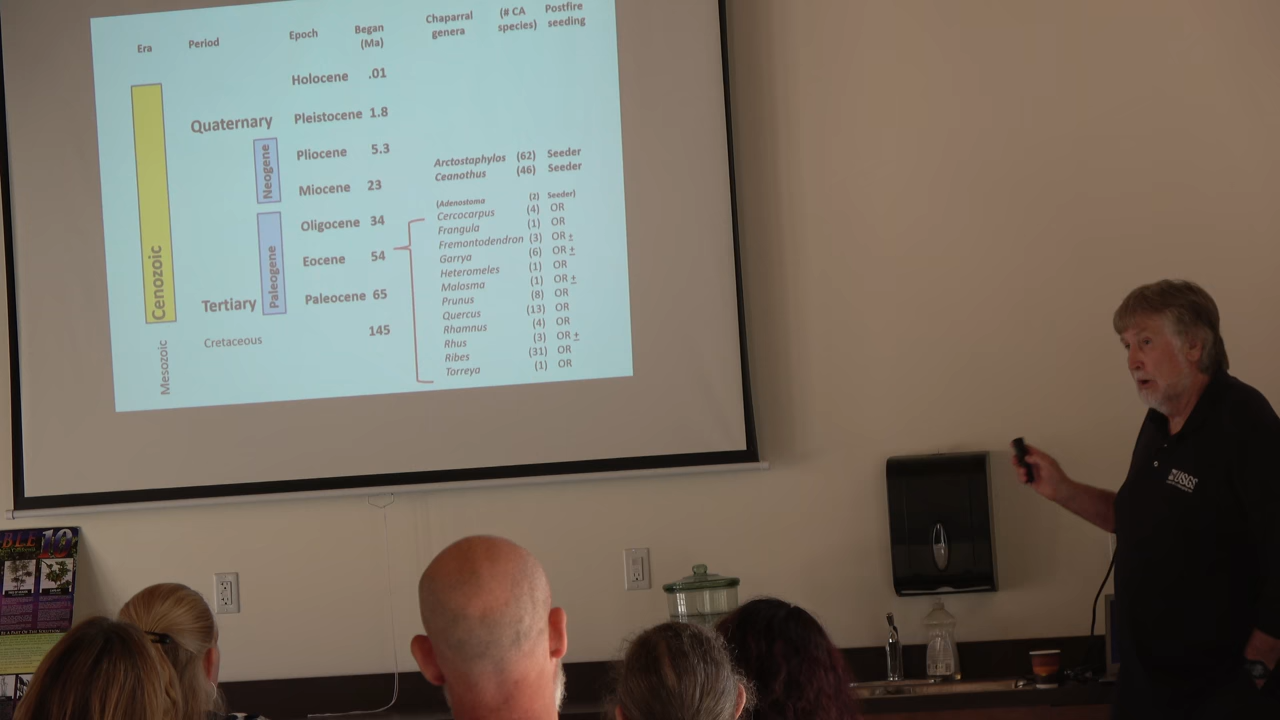 Era Period Epoch Began (Ma) Chaparral genera (# CA species) Postfire seeding
Holocene .01
Quaternary Pleistocene 1.8
Neogene
Pliocene 5.3
Miocene 23
Cenozoic
Paleogene
Oligocene 34
Eocene 54
Tertiary Paleocene 65
Mesozoic
Cretaceous 145
Arctostaphylos (62) Seeder
Ceanothus (46) Seeder
(Adenostoma (2) Seeder)
Cercocarpus (4) OR
Frangula (1) OR
Fremontodendron (3) OR ±
Garrya (6) OR ±
Heteromeles (1) OR
Malosma (1) OR ±
Prunus (8) OR
Quercus (13) OR
Rhamnus (4) OR
Rhus (3) OR ±
Ribes (31) OR
Torreya (1) OR
USGS
BLE 10